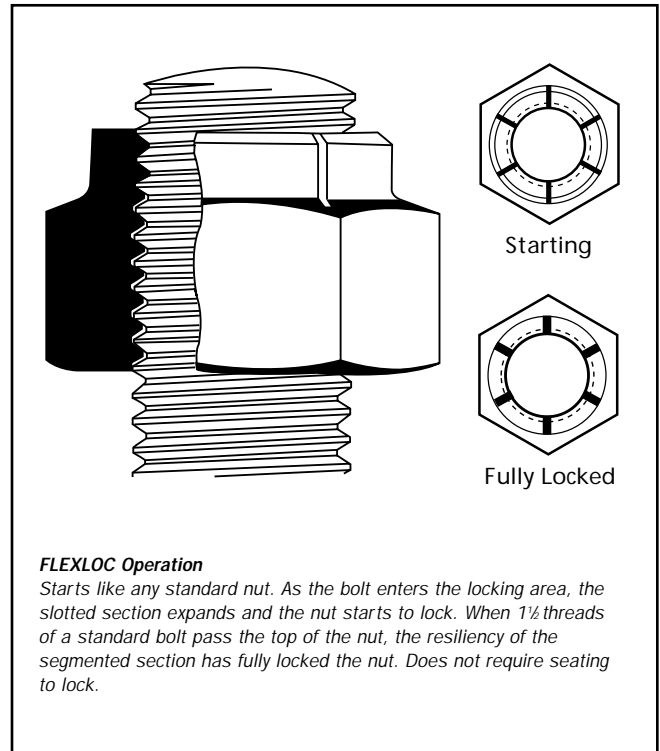 Starting
Fully Locked
FLEXLOC Operation
Starts like any standard nut. As the bolt enters the locking area, the
slotted section expands and the nut starts to lock. When 1½ threads
of a standard bolt pass the top of the nut, the resiliency of the
segmented section has fully locked the nut. Does not require seating
to lock.